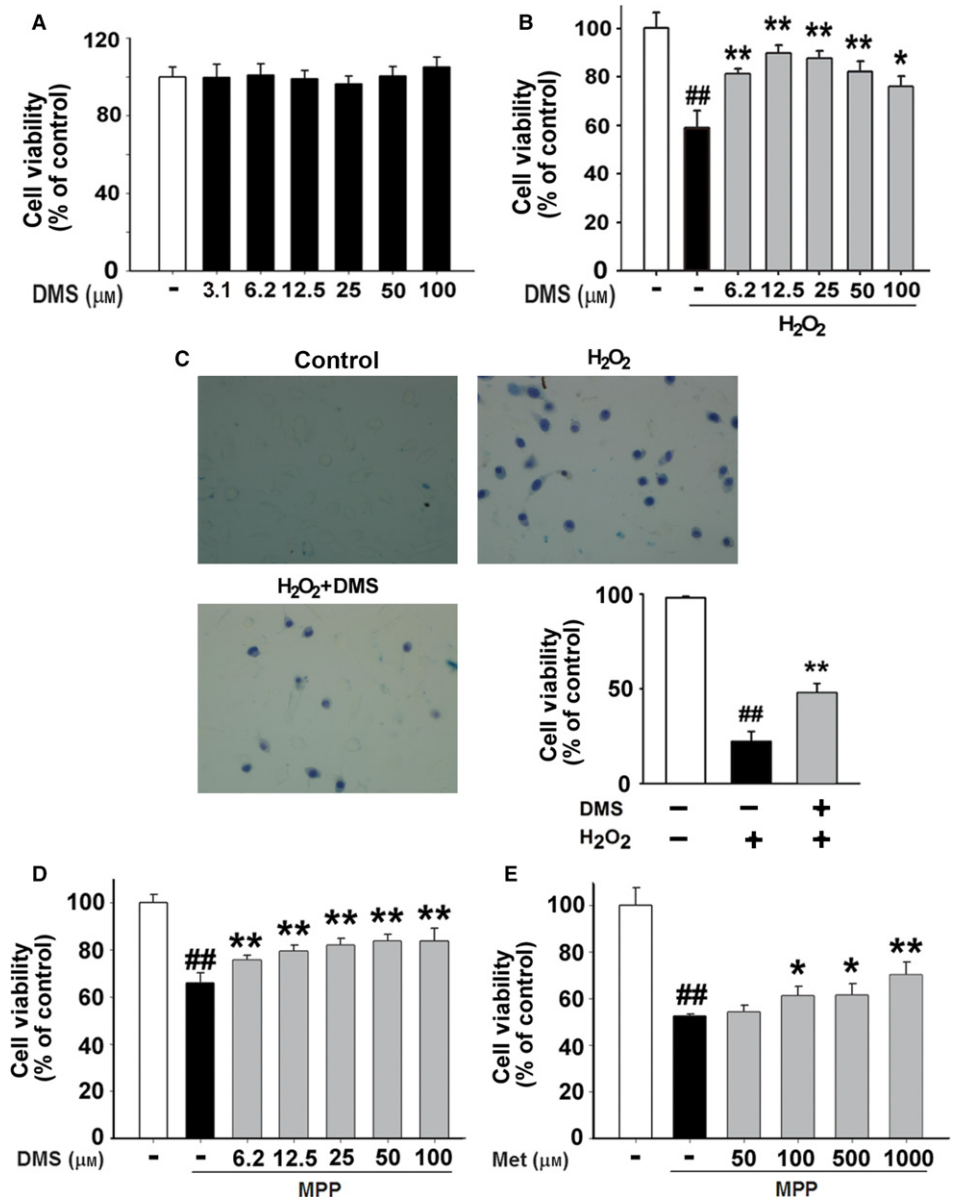 A
Cell viability
(% of control)
120
80
40
0
DMS (μM)
- 3.1 6.2 12.5 25 50 100
B
Cell viability
(% of control)
100
80
60
40
20
0
##
**
**
**
**
*
DMS (μM)
- - 6.2 12.5 25 50 100
H2O2
C
Control
H2O2
H2O2+DMS
Cell viability
(% of control)
100
50
0
##
**
DMS - - +
H2O2 - + +
D
Cell viability
(% of control)
100
80
60
40
20
0
##
**
**
**
**
**
DMS (μM)
- - 6.2 12.5 25 50 100
MPP
E
Cell viability
(% of control)
100
80
60
40
20
0
##
*
*
**
Met (μM)
- - 50 100 500 1000
MPP